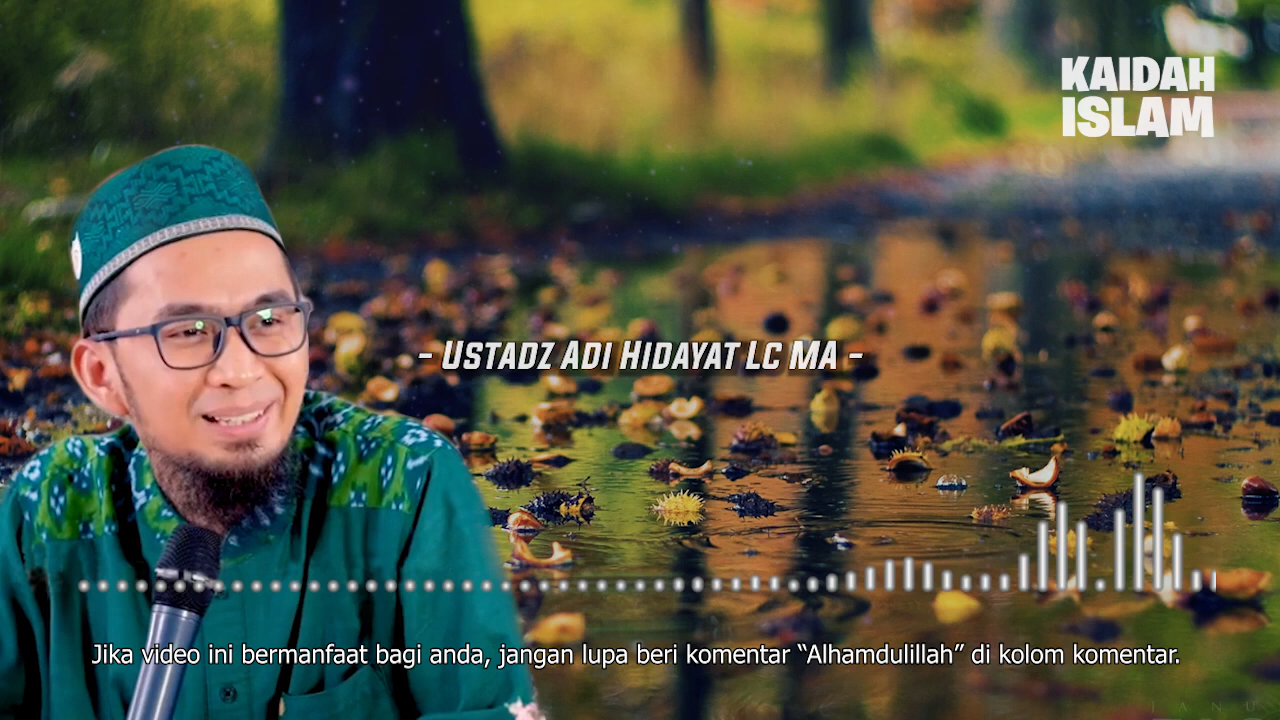 KAIDAH
ISLAM
- Ustadz Adi Hidayat Lc MA -
Jika video ini bermanfaat bagi anda, jangan lupa beri komentar “Alhamdulillah” di kolom komentar.